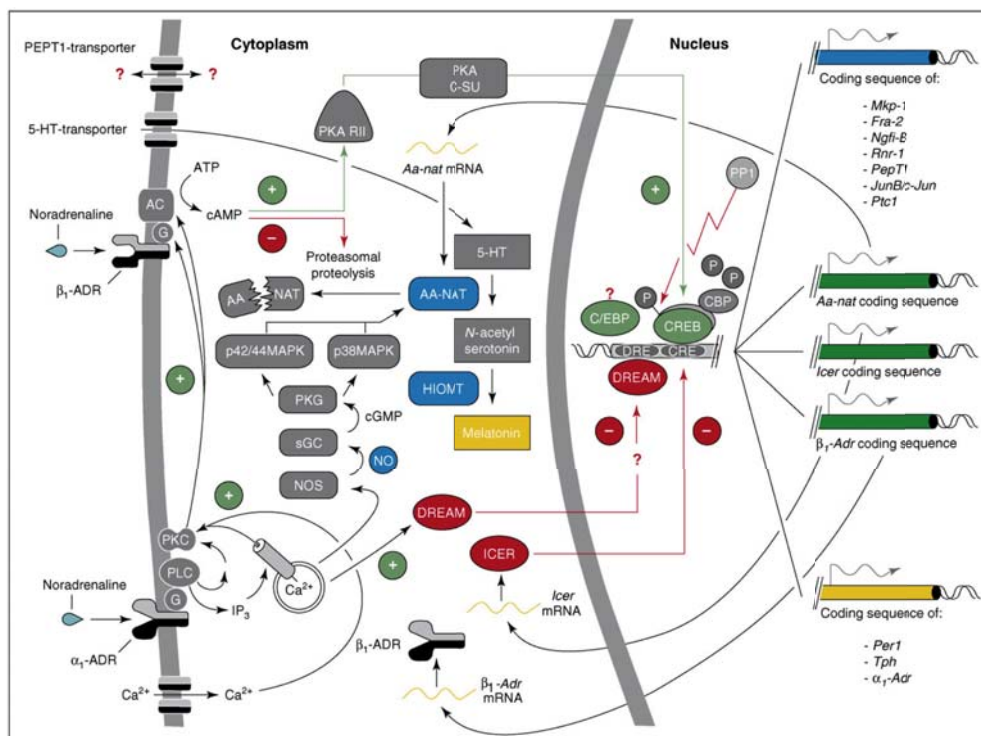 PEPT1-transporter
? ?
5-HT-transporter
Cytoplasm
Nucleus
ATP
AC
cAMP
G
Noradrenaline
β1-ADR
+
−
PKA RII
PKA
C-SU
Aa-nat mRNA
Proteasomal
proteolysis
5-HT
AA NAT
AA-NAT
p42/44MAPK
p38MAPK
N-acetyl
serotonin
HIOMT
Melatonin
PKG
cGMP
sGC
NO
NOS
+
+
PKC
PLC
G
IP3
Ca2+
+
Noradrenaline
α1-ADR
Ca2+
Ca2+
DREAM
ICER
Icer
mRNA
β1-ADR
β1-Adr
mRNA
+
PP1
P
P
P
?
C/EBP
CREB
CBP
DRE
CRE
DREAM
−
−
?
Coding sequence of:
- Mkp-1
- Fra-2
- Ngfi-B
- Rnr-1
- PepT1
- JunB/c-Jun
- Ptc1
Aa-nat coding sequence
Icer coding sequence
β1-Adr coding sequence
Coding sequence of:
- Per1
- Tph
- α1-Adr